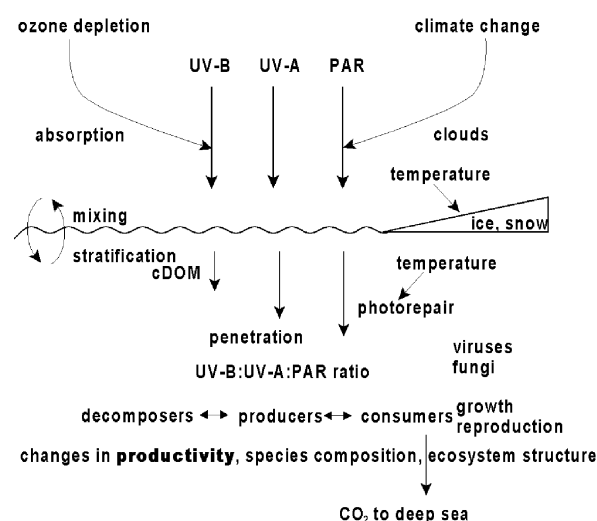 ozone depletion
climate change
UV-B
UV-A
PAR
absorption
clouds
temperature
mixing
ice, snow
stratification
cDOM
temperature
photorepair
penetration
viruses
fungi
UV-B:UV-A:PAR ratio
decomposers
producers
consumers
growth
reproduction
changes in productivity, species composition, ecosystem structure
CO₂ to deep sea